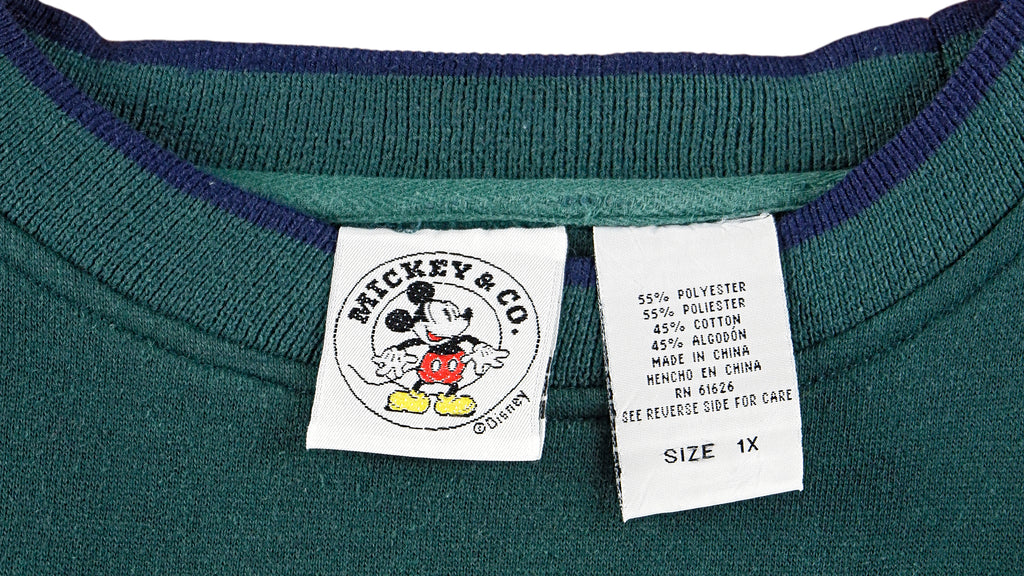 MICKEY & CO.
©Disney
55% POLYESTER
55% POLIESTER
45% COTTON
45% ALGODÓN
MADE IN CHINA
HENCHO EN CHINA
RN 61626
SEE REVERSE SIDE FOR CARE
SIZE 1X